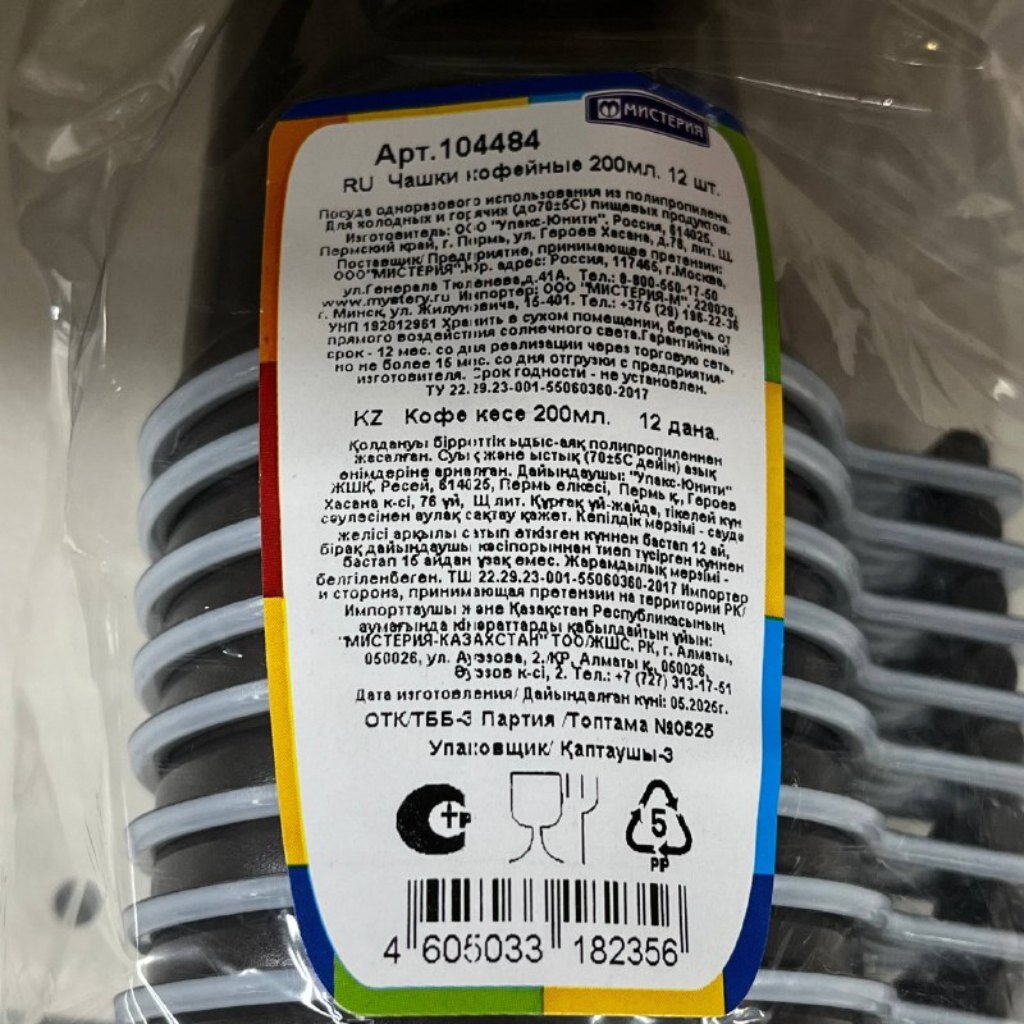 МИСТЕРИЯ
Арт.104484
RU Чашки кофейные 200мл. 12 шт.
Посуда одноразового использования из полипропилена.
Для холодных и горячих (до70±5С) пищевых продуктов.
Изготовитель: ООО "Упакс-Юнити". Россия, 614025,
Пермский край, г. Пермь, ул. Героев Хасана, д.76, лит. Щ.
Поставщик/ Предприятие, принимающее претензии:
ООО"МИСТЕРИЯ".Юр. адрес: Россия, 117465, г.Москва,
ул.Генерала Тюленева,д.41А. Тел.: 8-800-550-17-50
www.mystery.ru Импортер: ООО "МИСТЕРИЯ-М", 220026,
г. Минск, ул. Жилуновича, 15-401. Тел.: +375 (29) 196-22-36
УНП 192012961 Хранить в сухом помещении, беречь от
прямого воздействия солнечного света.Гарантийный
срок - 12 мес. со дня реализации через торговую сеть,
но не более 15 мес. со дня отгрузки с предприятия-
изготовителя. Срок годности - не установлен.
ТУ 22.29.23-001-55060360-2017
KZ Кофе кесе 200мл. 12 дана.
Қолдануы бірреттік ыдыс-аяқ полипропиленнен
жасалған. Суық және ыстық (70±5С дейін) азық
өнімдеріне арналған. Дайындаушы: "Упакс-Юнити"
ЖШҚ, Ресей, 614025, Пермь өлкесі, Пермь қ, Героев
Хасана к-сі, 76 үй, Щ лит. Құрғақ үй-жайда, тікелей күн
сәулесінен аулақ сақтау қажет. Кепілдік мерзімі - сауда
желісі арқылы сатып өткізген күннен бастап 12 ай,
бірақ дайындаушы кәсіпорыннан тиеп түсірген күннен
бастап 15 айдан ұзақ емес. Жарамдылық мерзімі -
белгіленбеген. ТШ 22.29.23-001-55060360-2017 Импортер
и сторона, принимающая претензии на территории РК/
Импорттаушы және Қазақстан Республикасының
аумағында кінәраттарды қабылдайтын ұйым:
"МИСТЕРИЯ-КАЗАХСТАН" ТОО/ЖШС. РК, г. Алматы,
050026, ул. Ауэзова, 2./ҚР, Алматы қ, 050026,
Әуэзов к-сі, 2. Тел.: +7 (727) 313-17-51
Дата изготовления/ Дайындалған күні: 05.2025г.
ОТК/ТББ-3 Партия /Топтама №0525
Упаковщик/ Қаптаушы-3
5
PP
4 605033 182356